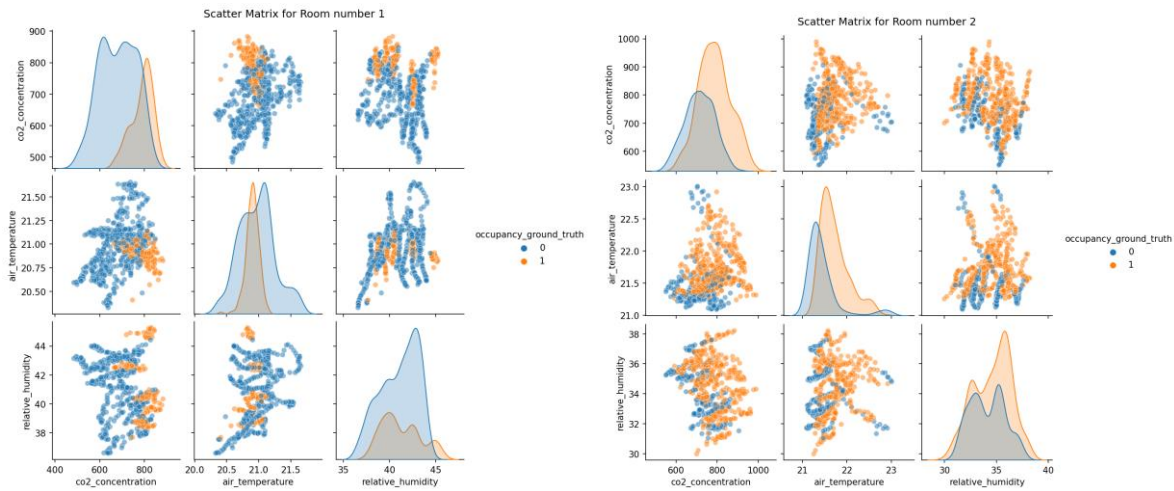 Scatter Matrix for Room number 1
900
800
700
600
500
co2_concentration
21.50
21.25
21.00
20.75
20.50
air_temperature
occupancy_ground_truth
0
1
44
42
40
38
relative_humidity
400 600 800
20.0 20.5 21.0 21.5
35 40 45
co2_concentration air_temperature relative_humidity
Scatter Matrix for Room number 2
1000
900
800
700
600
co2_concentration
23.0
22.5
22.0
21.5
21.0
air_temperature
occupancy_ground_truth
0
1
38
36
34
32
30
relative_humidity
600 800 1000
21 22 23
30 35 40
co2_concentration air_temperature relative_humidity